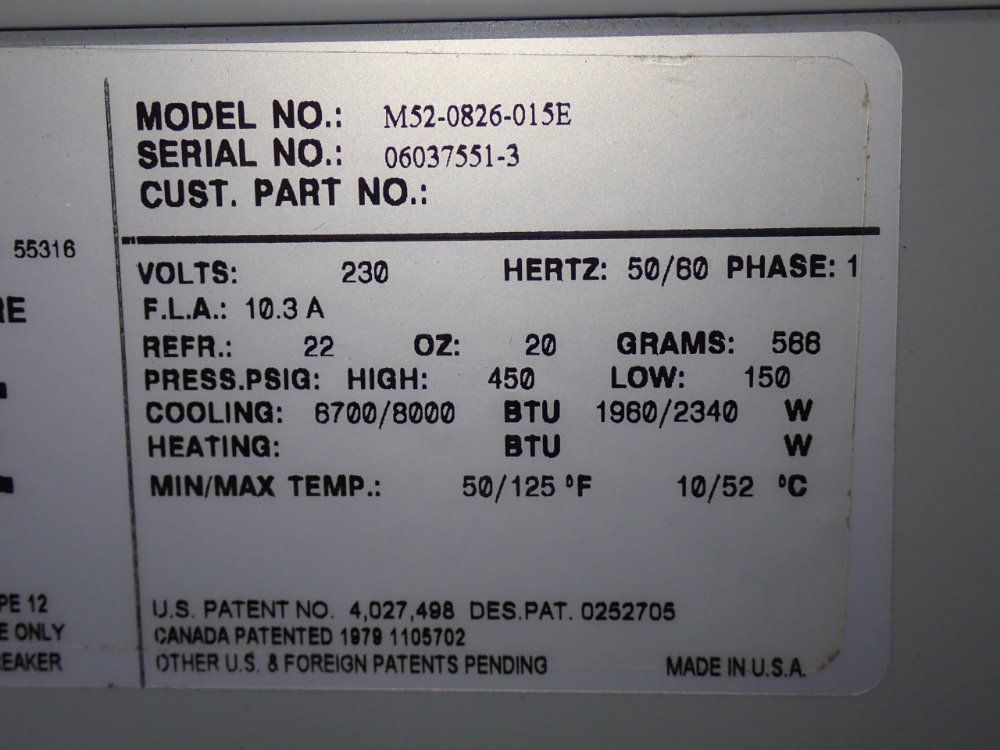 MODEL NO.: M52-0826-015E
SERIAL NO.: 06037551-3
CUST. PART NO.:
55316
VOLTS: 230 HERTZ: 50/60 PHASE: 1
RE
F.L.A.: 10.3 A
REFR.: 22 OZ: 20 GRAMS: 566
PRESS.PSIG: HIGH: 450 LOW: 150
COOLING: 6700/8000 BTU 1960/2340 W
HEATING: BTU W
MIN/MAX TEMP.: 50/125 °F 10/52 °C
PE 12
E ONLY
REAKER
U.S. PATENT NO. 4,027,498 DES.PAT. 0252705
CANADA PATENTED 1979 1105702
OTHER U.S. & FOREIGN PATENTS PENDING MADE IN U.S.A.